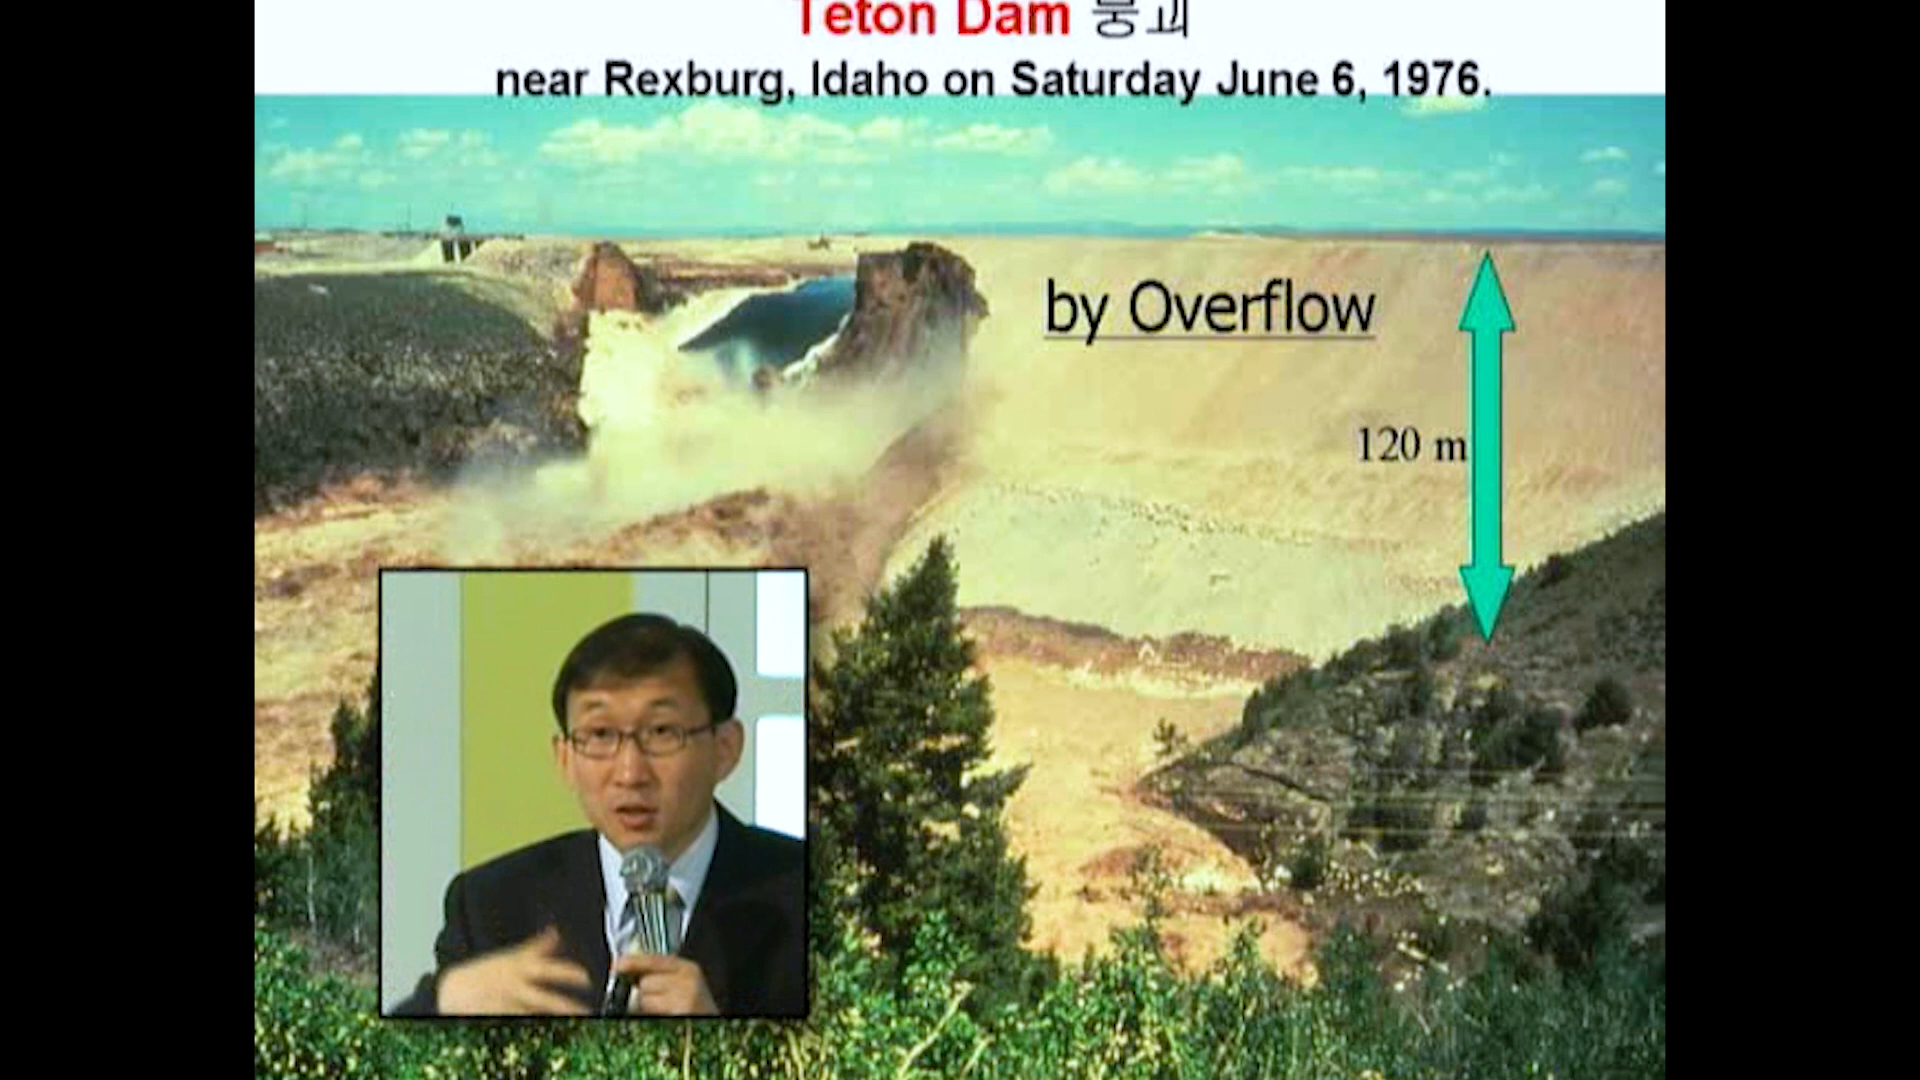 Teton Dam 붕괴
near Rexburg, Idaho on Saturday June 6, 1976.
by Overflow
120 m